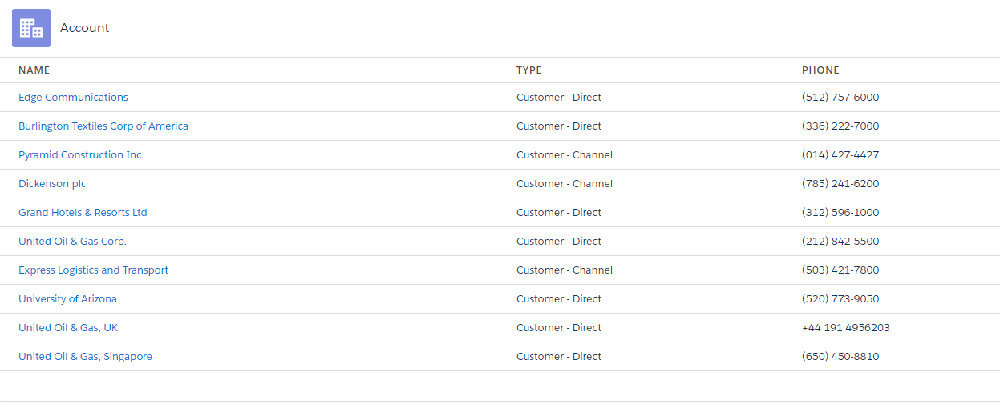 Account
NAME TYPE PHONE
Edge Communications Customer - Direct (512) 757-6000
Burlington Textiles Corp of America Customer - Direct (336) 222-7000
Pyramid Construction Inc. Customer - Channel (014) 427-4427
Dickenson plc Customer - Channel (785) 241-6200
Grand Hotels & Resorts Ltd Customer - Direct (312) 596-1000
United Oil & Gas Corp. Customer - Direct (212) 842-5500
Express Logistics and Transport Customer - Channel (503) 421-7800
University of Arizona Customer - Direct (520) 773-9050
United Oil & Gas, UK Customer - Direct +44 191 4956203
United Oil & Gas, Singapore Customer - Direct (650) 450-8810